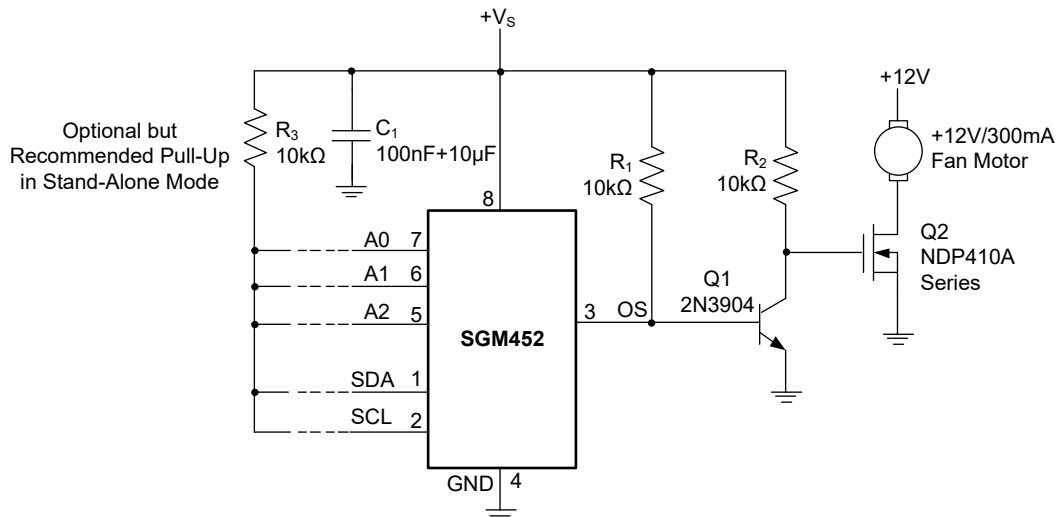 +VS
+12V
Optional but
Recommended Pull-Up
in Stand-Alone Mode
R3
10kΩ
C1
100nF+10μF
R1
10kΩ
R2
10kΩ
+12V/300mA
Fan Motor
8
A0 7
A1 6
A2 5
SDA 1
SCL 2
SGM452
3 OS
Q1
2N3904
Q2
NDP410A
Series
GND 4